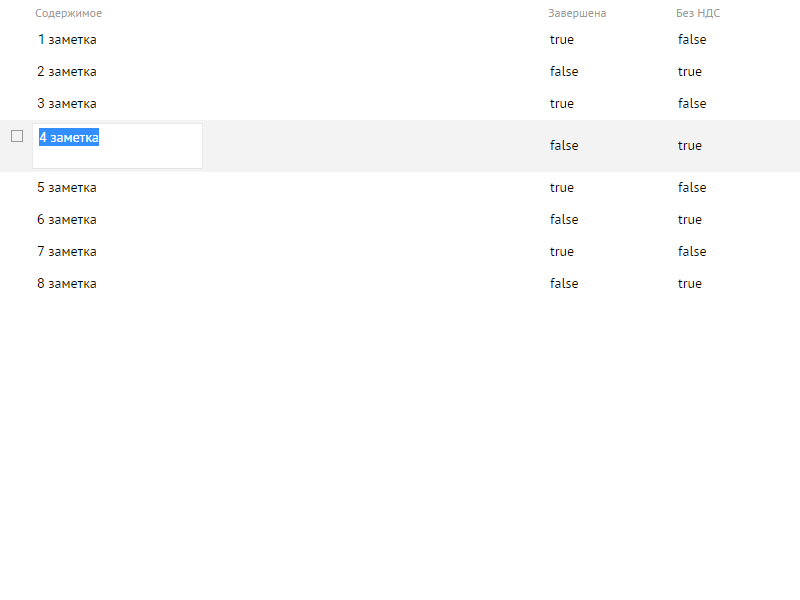 Содержимое Завершена Без НДС
1 заметка true false
2 заметка false true
3 заметка true false
4 заметка false true
5 заметка true false
6 заметка false true
7 заметка true false
8 заметка false true